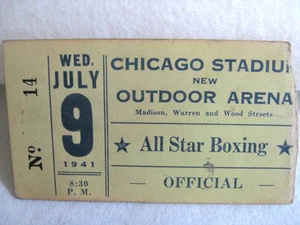 No. 14
WED.
JULY
9
1941
8:30
P. M.
CHICAGO STADIU
NEW
OUTDOOR ARENA
Madison, Warren and Wood Streets
★ All Star Boxing ★
OFFICIAL